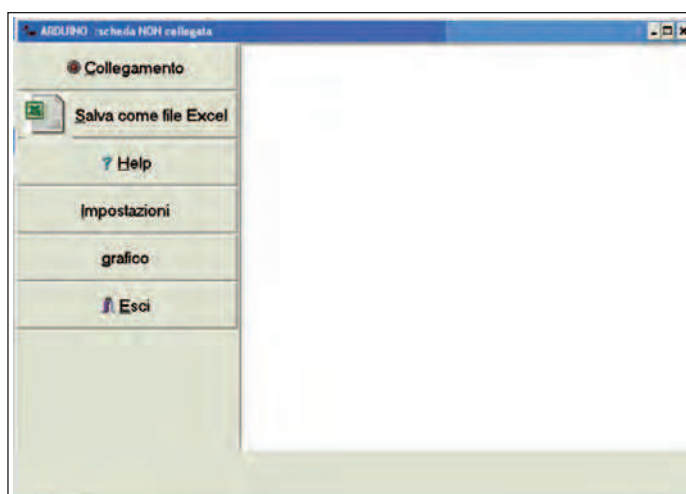 ARDUINO :scheda NON collegata
Collegamento
Salva come file Excel
? Help
Impostazioni
grafico
Esci